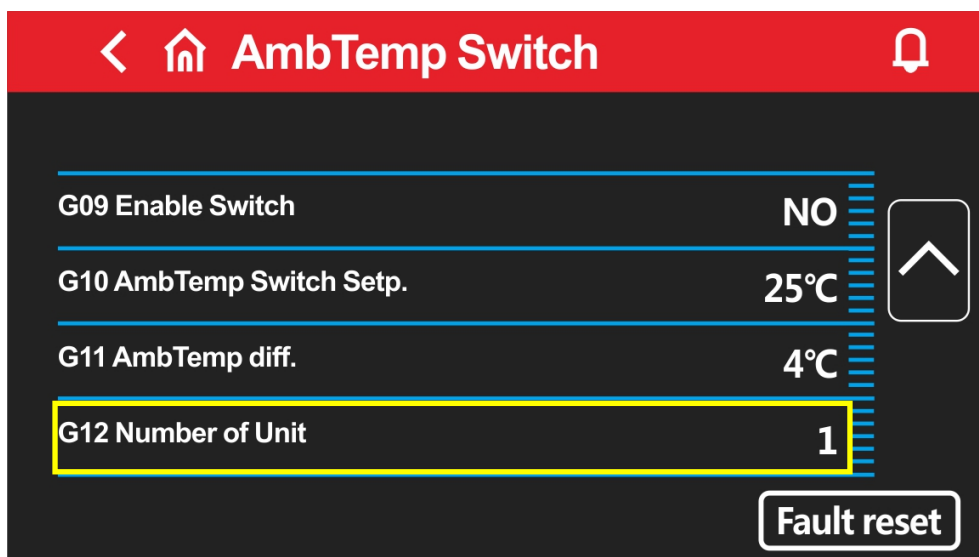 AmbTemp Switch
G09 Enable Switch NO
G10 AmbTemp Switch Setp. 25℃
G11 AmbTemp diff. 4℃
G12 Number of Unit 1
Fault reset